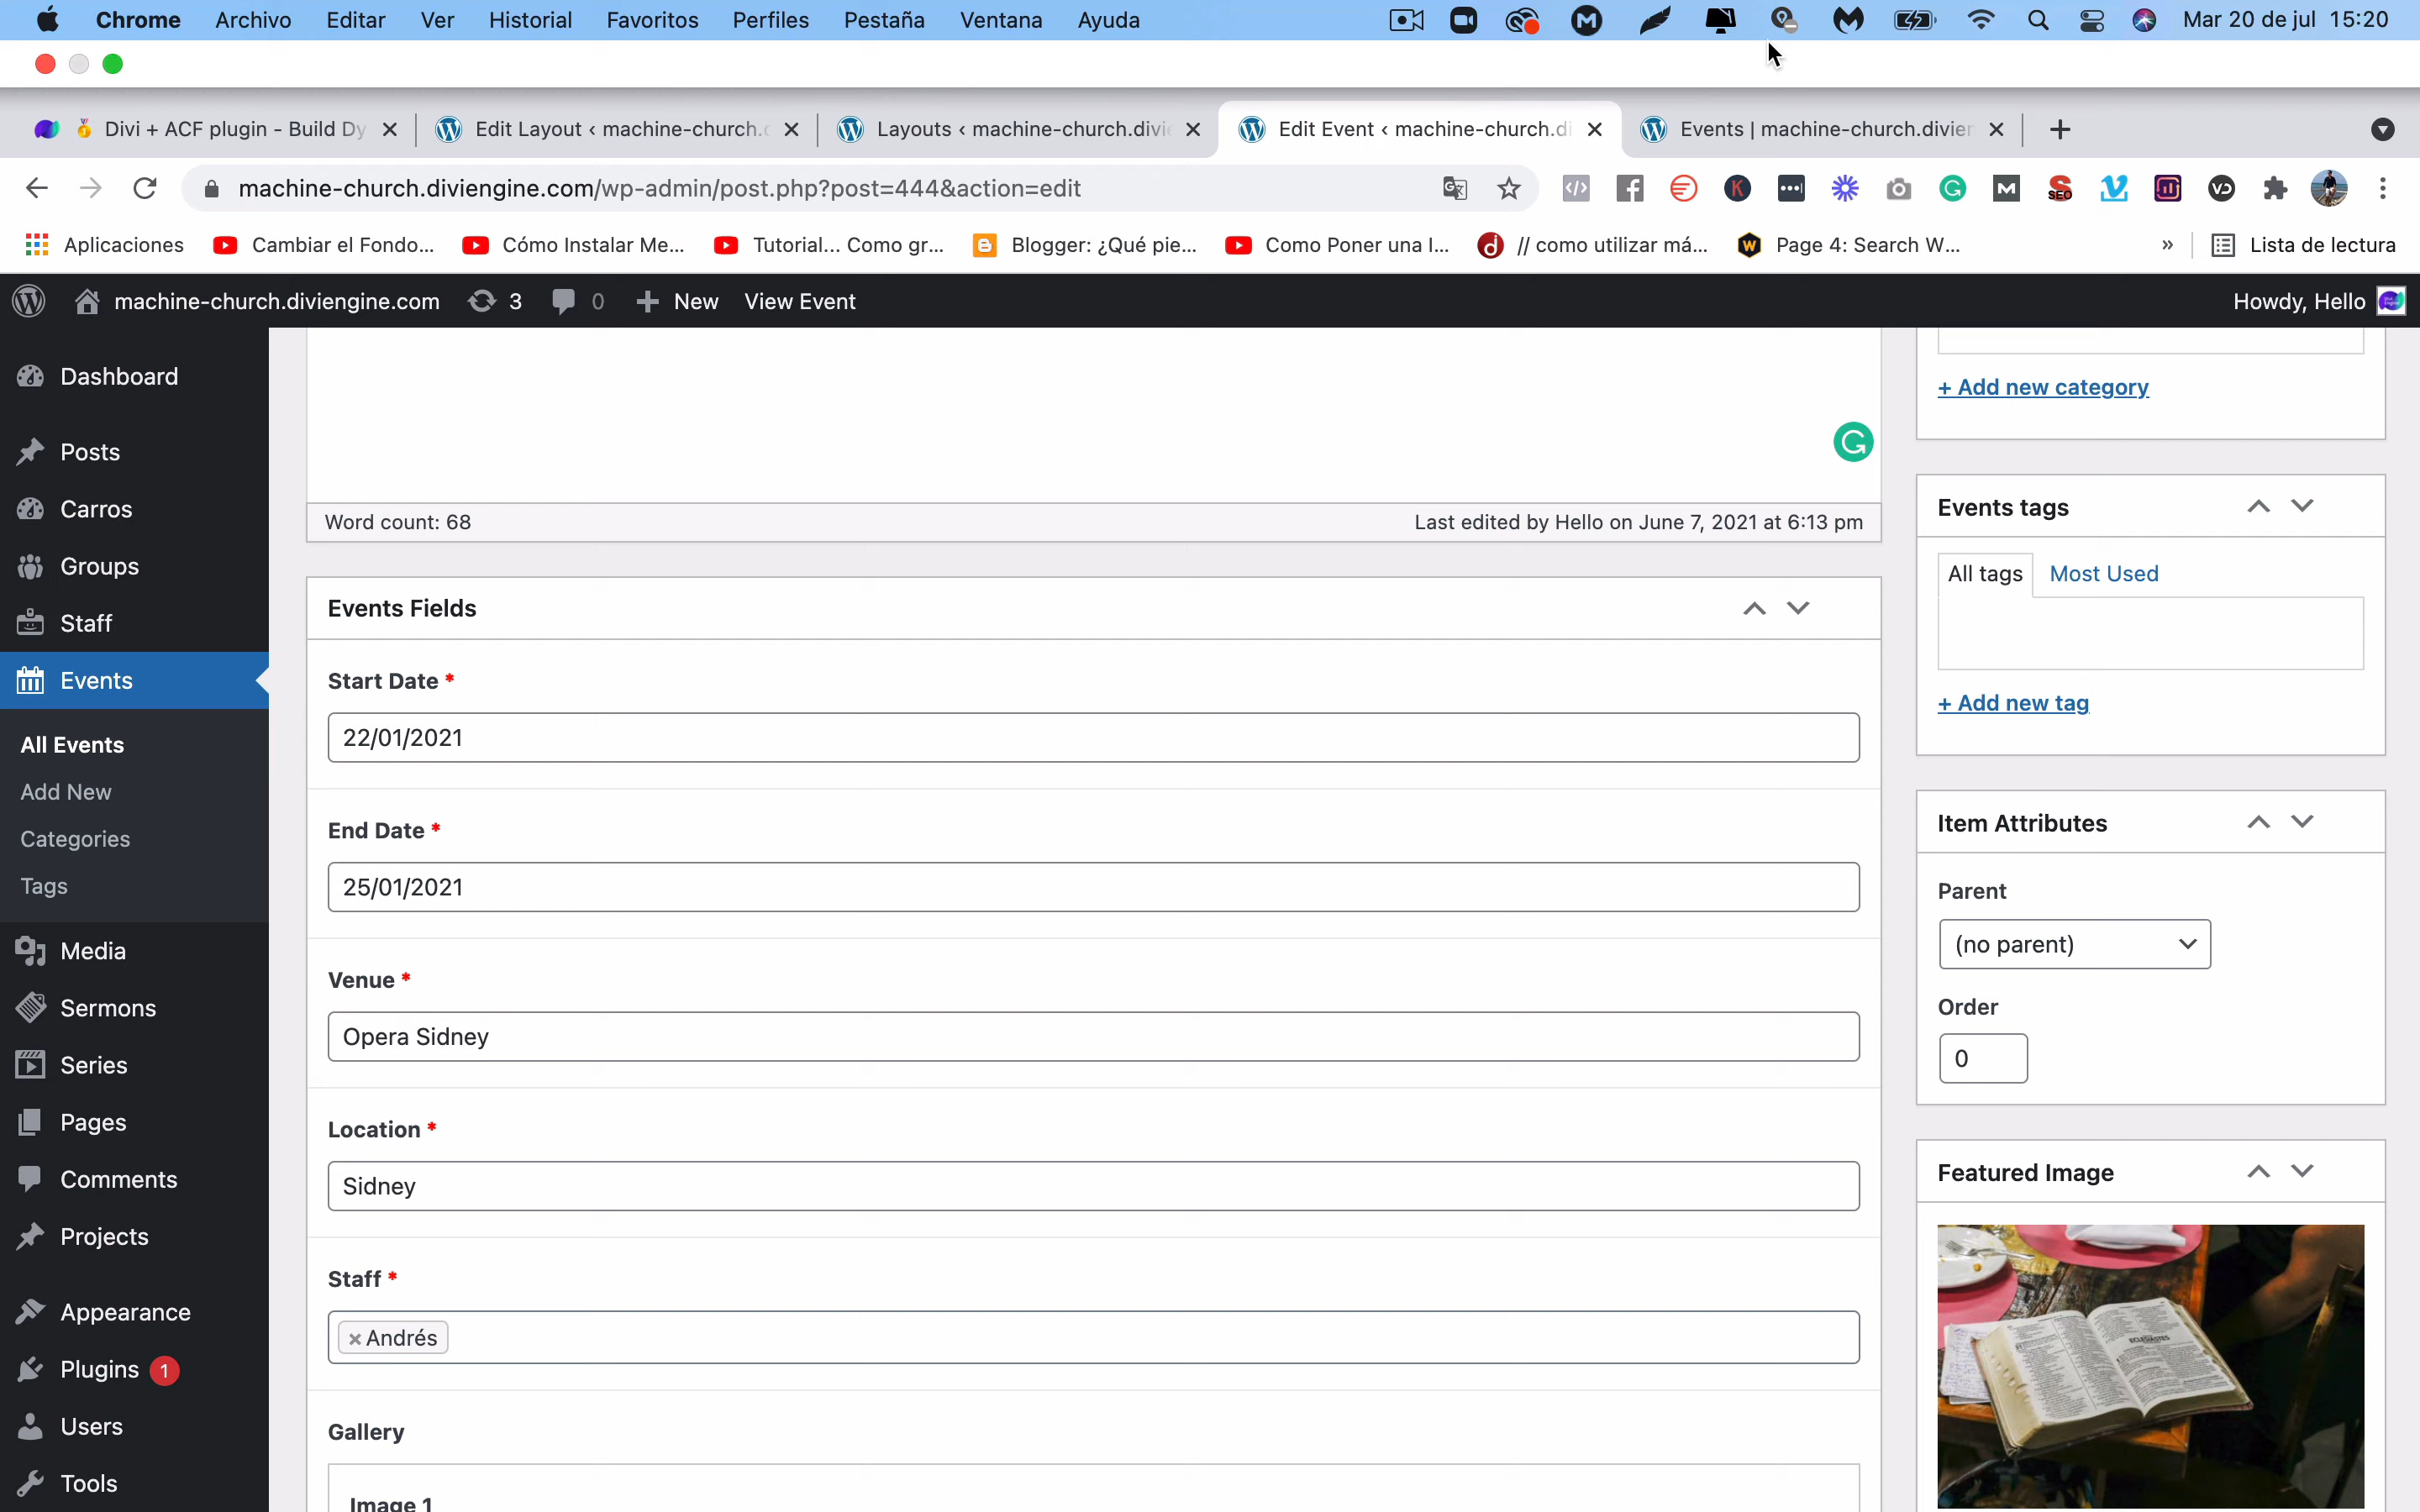 Chrome Archivo Editar Ver Historial Favoritos Perfiles Pestaña Ventana Ayuda Mar 20 de jul 15:20
Divi + ACF plugin - Build Dy Edit Layout ‹ machine-church. Layouts ‹ machine-church.divi Edit Event ‹ machine-church.di Events | machine-church.divien
machine-church.diviengine.com/wp-admin/post.php?post=444&action=edit
Aplicaciones Cambiar el Fondo... Cómo Instalar Me... Tutorial... Como gr... Blogger: ¿Qué pie... Como Poner una I... // como utilizar má... Page 4: Search W... » Lista de lectura
machine-church.diviengine.com 3 0 New View Event Howdy, Hello
Dashboard
Posts
Carros
Groups
Staff
Events
All Events
Add New
Categories
Tags
Media
Sermons
Series
Pages
Comments
Projects
Appearance
Plugins 1
Users
Tools
Word count: 68 Last edited by Hello on June 7, 2021 at 6:13 pm
Events Fields
Start Date *
22/01/2021
End Date *
25/01/2021
Venue *
Opera Sidney
Location *
Sidney
Staff *
× Andrés
Gallery
Image 1
+ Add new category
Events tags
All tags Most Used
+ Add new tag
Item Attributes
Parent
(no parent)
Order
0
Featured Image
ECLESIASTES